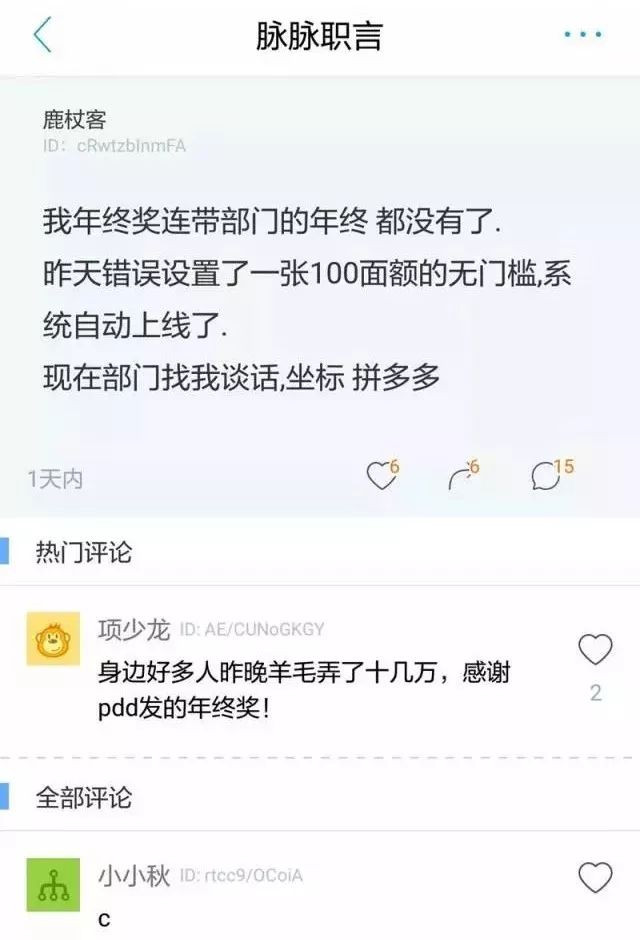 脉脉职言
鹿杖客
ID: cRwtzbInmFA
我年终奖连带部门的年终 都没有了.
昨天错误设置了一张100面额的无门槛,系
统自动上线了.
现在部门找我谈话,坐标 拼多多
1天内
6
6
15
热门评论
项少龙 ID: AE/CUNoGKGY
身边好多人昨晚羊毛弄了十几万，感谢
pdd发的年终奖！
2
全部评论
小小秋 ID: rtcc9/OCoiA
c